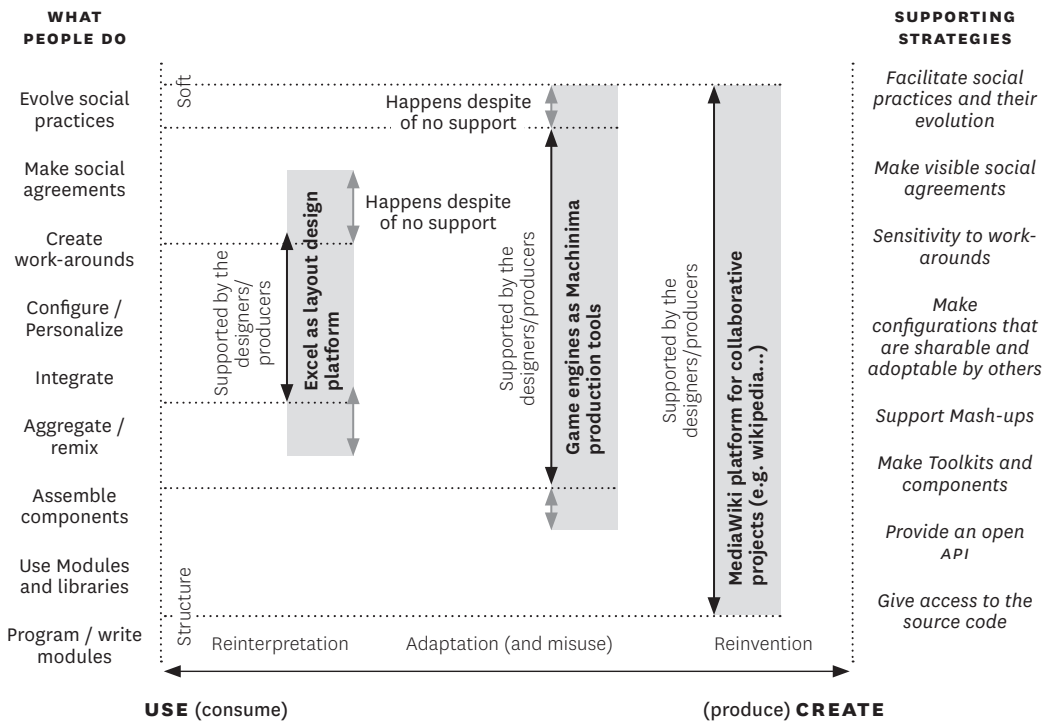 WHAT
PEOPLE DO
Evolve social
practices
Make social
agreements
Create
work-arounds
Configure /
Personalize
Integrate
Aggregate /
remix
Assemble
components
Use Modules
and libraries
Program / write
modules
Soft
Structure
Supported by the
designers/
producers
Excel as layout design
platform
Happens despite
of no support
Happens despite
of no support
Supported by the
designers/producers
Game engines as Machinima
production tools
Supported by the
designers/producers
MediaWiki platform for collaborative
projects (e.g. wikipedia...)
Reinterpretation
Adaptation (and misuse)
Reinvention
USE (consume)
(produce) CREATE
SUPPORTING
STRATEGIES
Facilitate social
practices and their
evolution
Make visible social
agreements
Sensitivity to work-
arounds
Make
configurations that
are sharable and
adoptable by others
Support Mash-ups
Make Toolkits and
components
Provide an open
API
Give access to the
source code